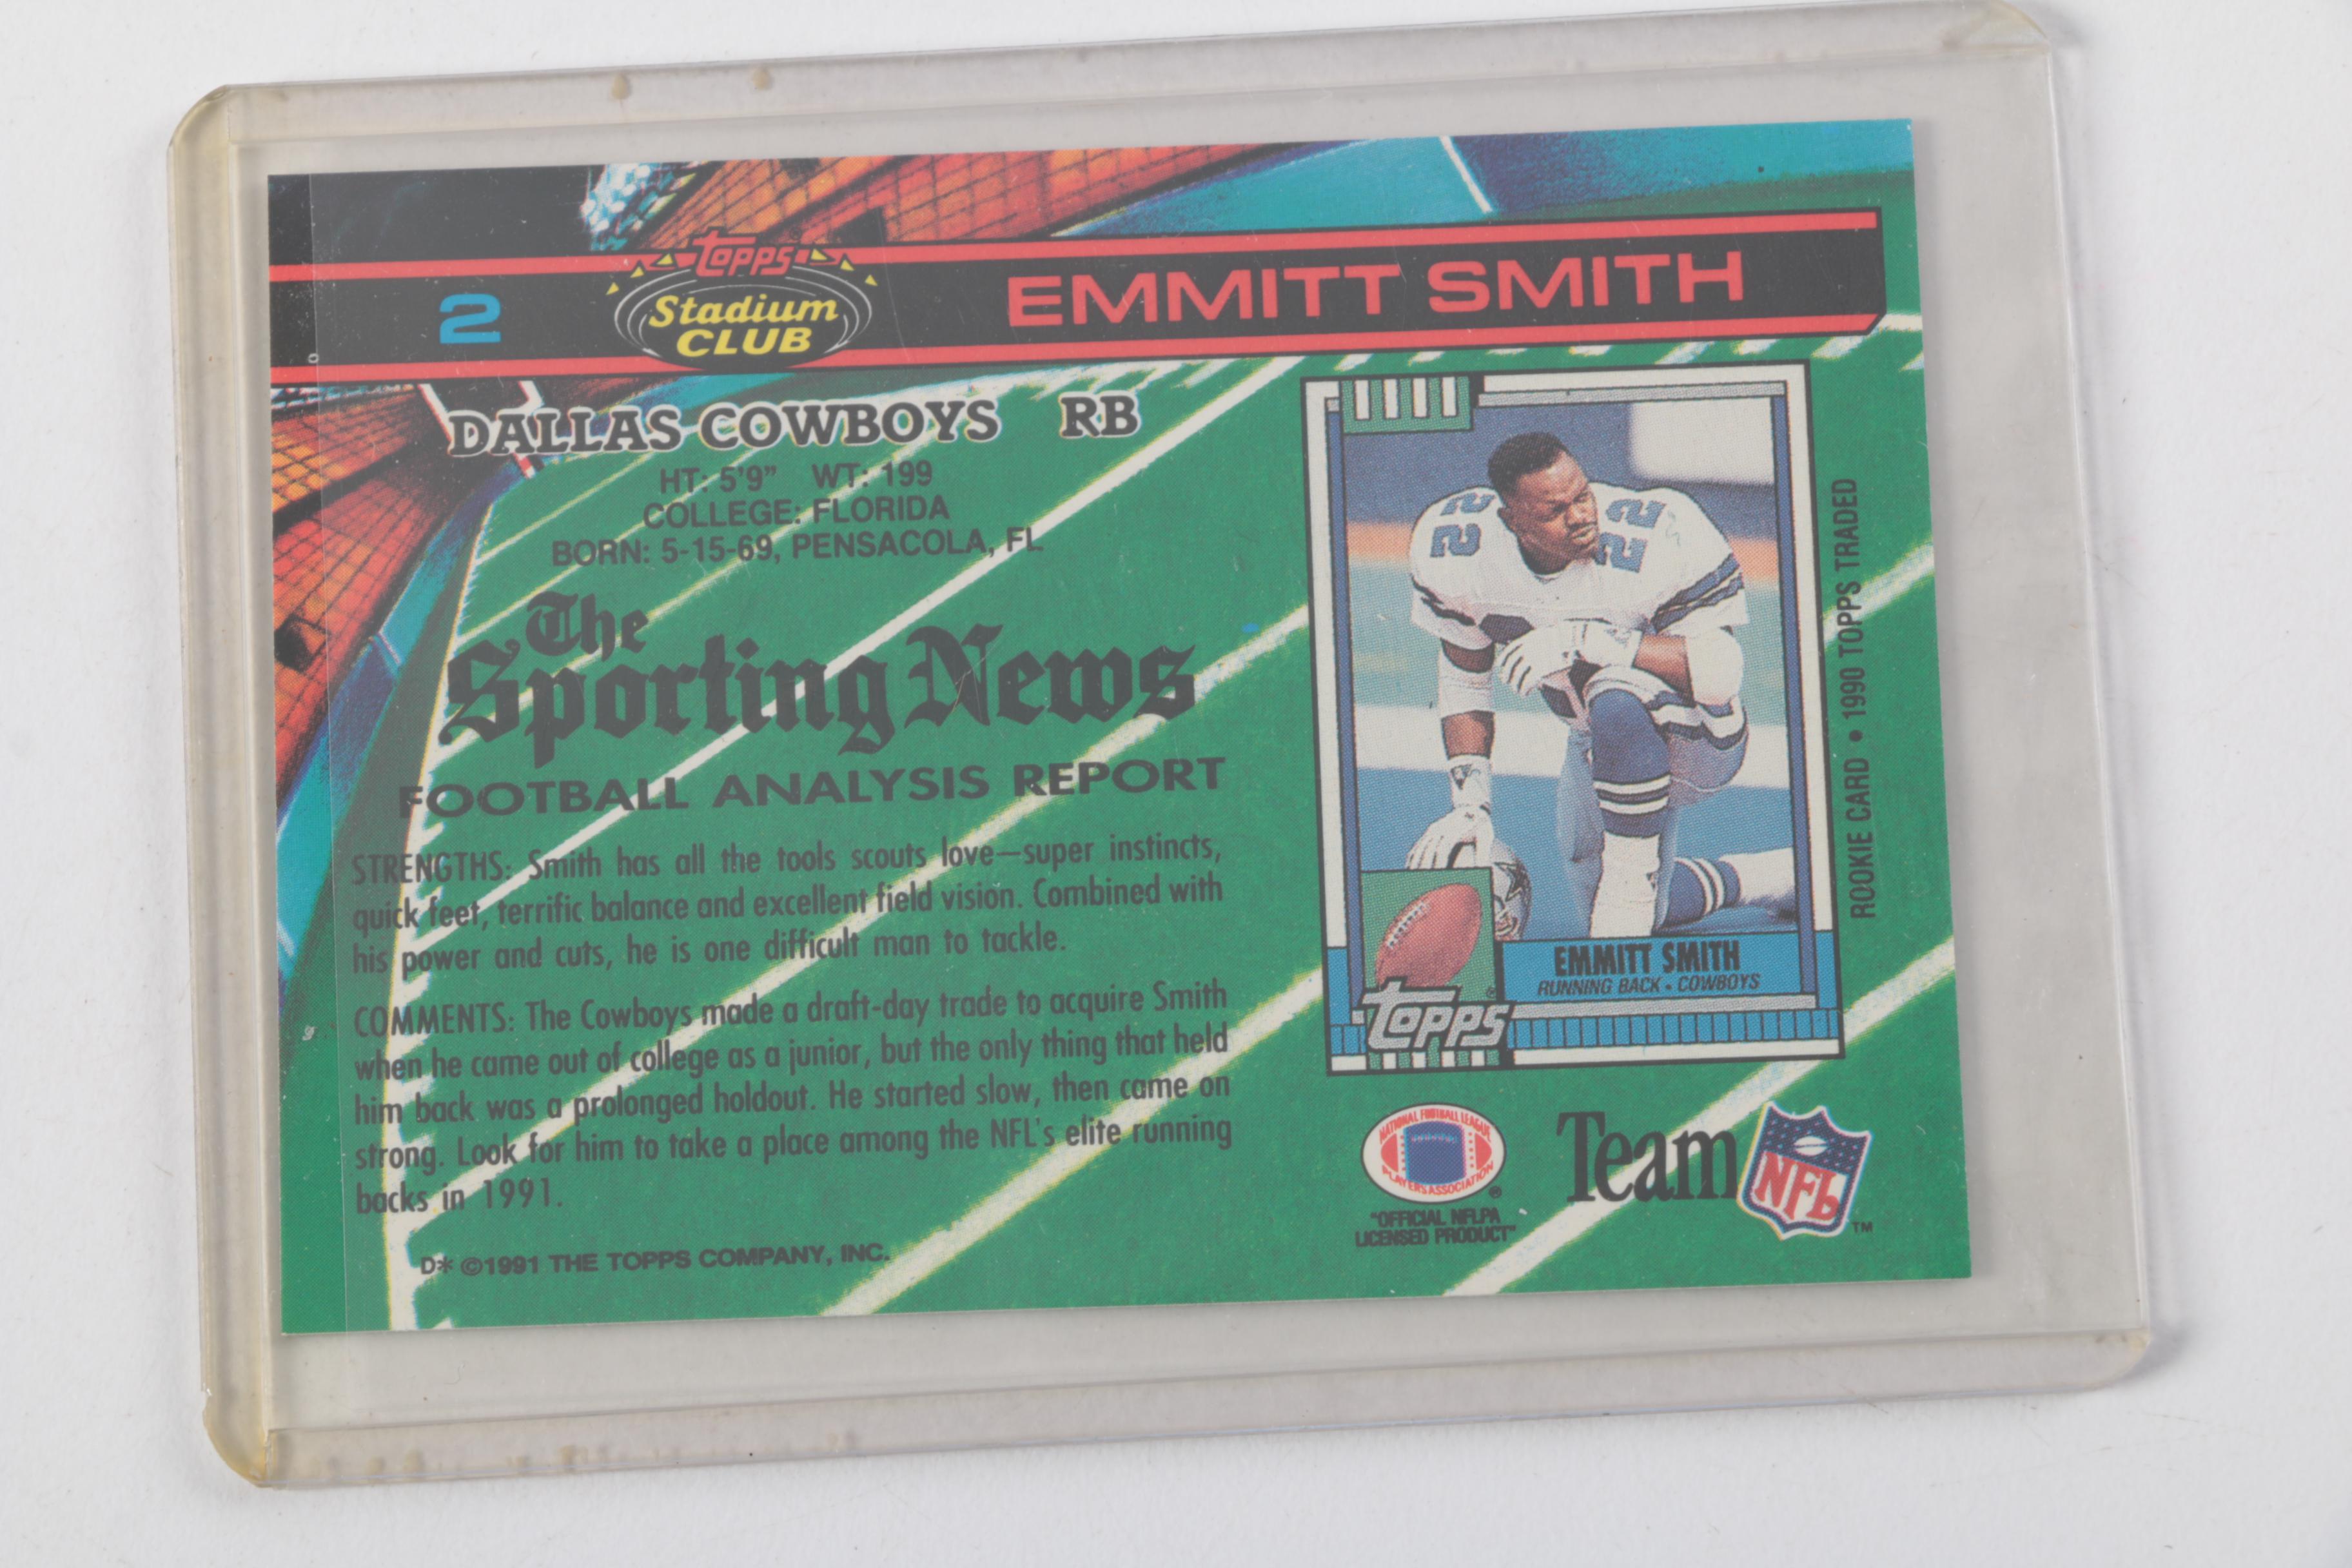 2
Topps
Stadium
CLUB
EMMITT SMITH
DALLAS COWBOYS RB
HT: 5'9" WT: 199
COLLEGE: FLORIDA
BORN: 5-15-69, PENSACOLA, FL
The
Sporting News
FOOTBALL ANALYSIS REPORT
STRENGTHS: Smith has all the tools scouts love—super instincts,
quick feet, terrific balance and excellent field vision. Combined with
his power and cuts, he is one difficult man to tackle.
COMMENTS: The Cowboys made a draft-day trade to acquire Smith
when he came out of college as a junior, but the only thing that held
him back was a prolonged holdout. He started slow, then came on
strong. Look for him to take a place among the NFL's elite running
backs in 1991.
D* ©1991 THE TOPPS COMPANY, INC.
22
22
EMMITT SMITH
RUNNING BACK • COWBOYS
Topps®
ROOKIE CARD • 1990 TOPPS TRADED
NATIONAL FOOTBALL LEAGUE
PLAYERS ASSOCIATION
®
"OFFICIAL NFLPA
LICENSED PRODUCT"
Team NFL™